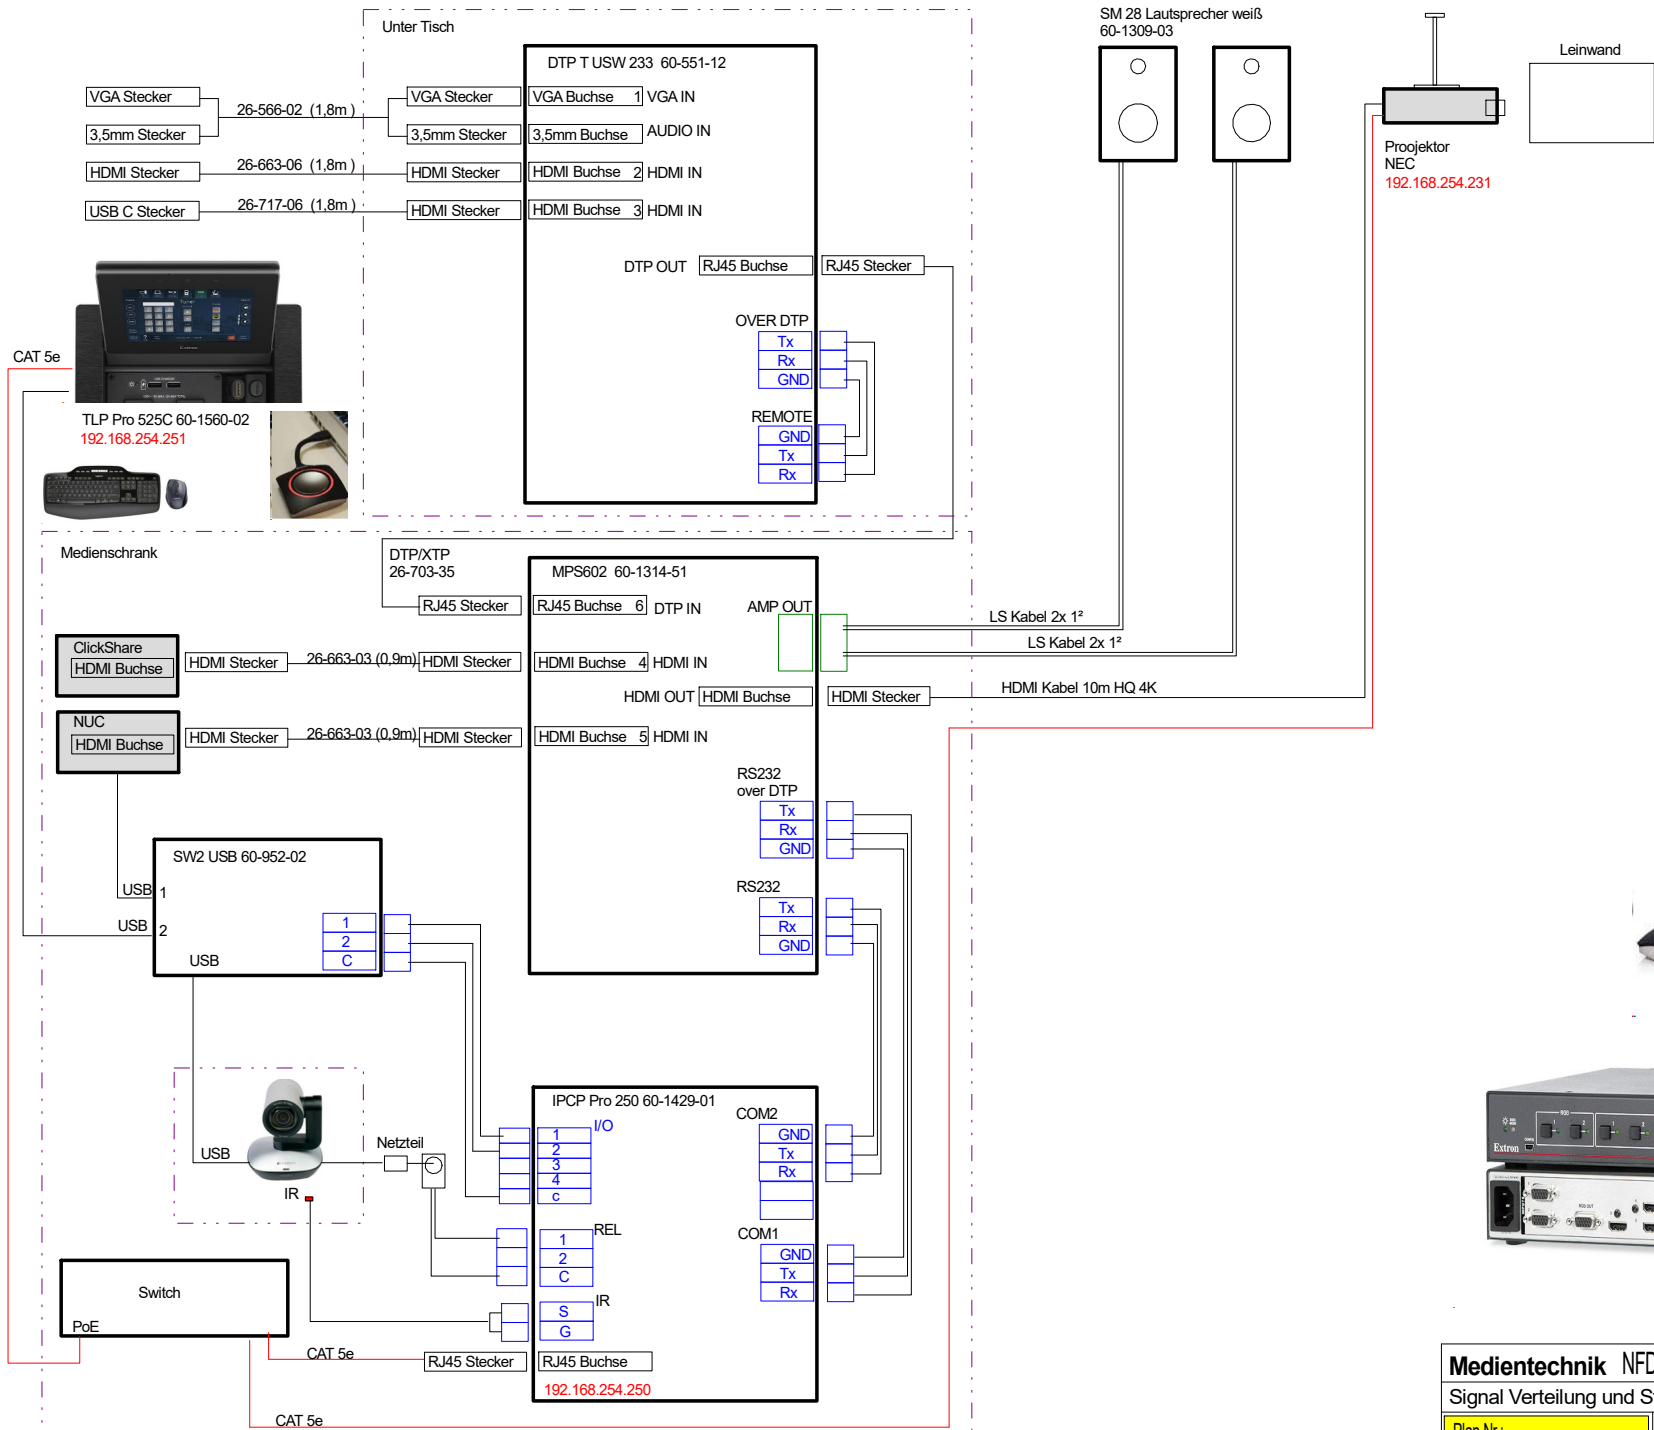 Unter Tisch
DTP T USW 233 60-551-12
VGA Stecker
26-566-02 (1,8m )
VGA Stecker
VGA Buchse 1 VGA IN
3,5mm Stecker
3,5mm Stecker
3,5mm Buchse AUDIO IN
HDMI Stecker
26-663-06 (1,8m )
HDMI Stecker
HDMI Buchse 2 HDMI IN
USB C Stecker
26-717-06 (1,8m )
HDMI Stecker
HDMI Buchse 3 HDMI IN
DTP OUT RJ45 Buchse
RJ45 Stecker
OVER DTP
Tx
Rx
GND
REMOTE
GND
Tx
Rx
SM 28 Lautsprecher weiß
60-1309-03
Leinwand
Proojektor
NEC
192.168.254.231
CAT 5e
TLP Pro 525C 60-1560-02
192.168.254.251
Medienschrank
DTP/XTP
26-703-35
MPS602 60-1314-51
RJ45 Stecker
RJ45 Buchse 6 DTP IN
AMP OUT
LS Kabel 2x 1²
LS Kabel 2x 1²
ClickShare
HDMI Buchse
HDMI Stecker
26-663-03 (0,9m)
HDMI Stecker
HDMI Buchse 4 HDMI IN
HDMI OUT HDMI Buchse
HDMI Stecker
HDMI Kabel 10m HQ 4K
NUC
HDMI Buchse
HDMI Stecker
26-663-03 (0,9m)
HDMI Stecker
HDMI Buchse 5 HDMI IN
RS232
over DTP
Tx
Rx
GND
RS232
Tx
Rx
GND
SW2 USB 60-952-02
USB 1
USB 2
USB
1
2
C
IPCP Pro 250 60-1429-01
I/O
1
2
3
4
c
REL
1
2
C
IR
S
G
COM2
GND
Tx
Rx
COM1
GND
Tx
Rx
USB
Netzteil
IR
Switch
PoE
CAT 5e
RJ45 Stecker
RJ45 Buchse
192.168.254.250
CAT 5e
Extron
Medientechnik NFD
Signal Verteilung und S
Plan Nr.: